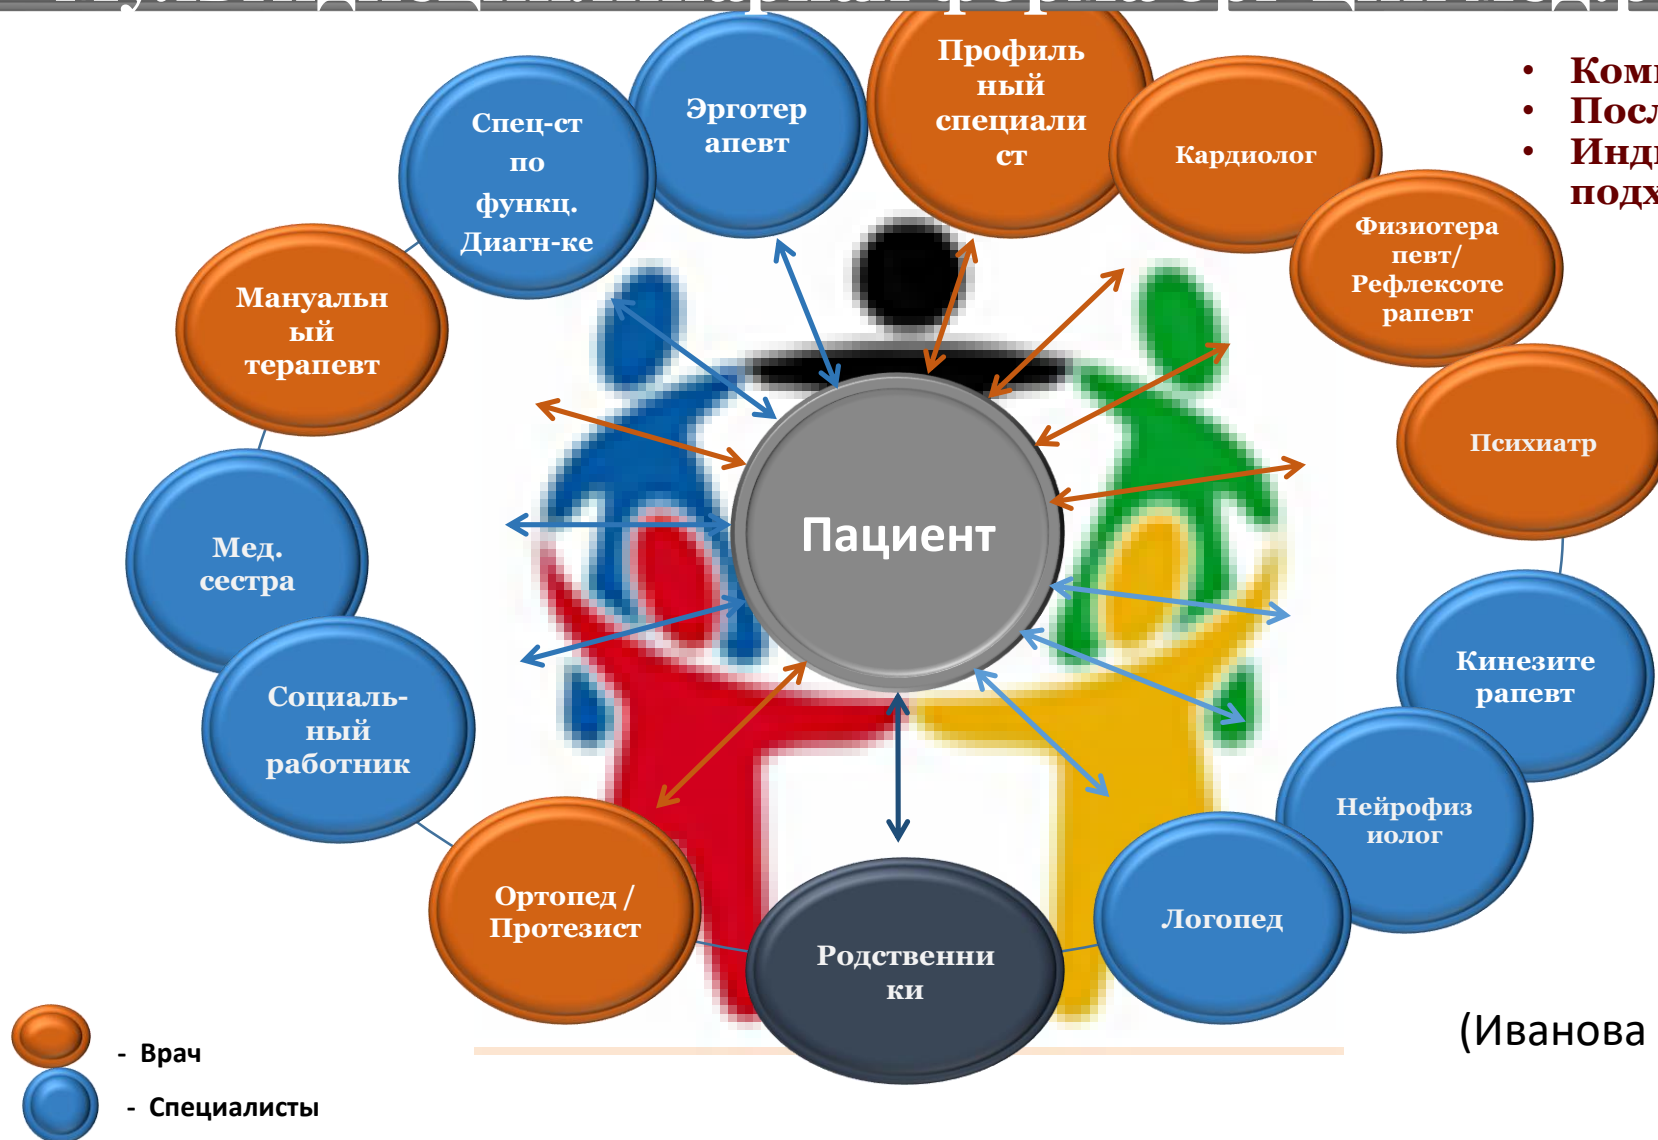 Профиль
ный
специали
ст
Эрготер
апевт
Спец-ст
по
функц.
Диагн-ке
Кардиолог
•
•
• Инди
Физиотера
певт/
Рефлексоте
рапевт
Мануальн
ый
терапевт
Психиатр
Пациент
Мед.
сестра
Кинезите
рапевт
Социаль-
ный
работник
Нейрофиз
иолог
Ортопед /
Протезист
Логопед
Родственни
ки
(Иванова
- Врач
- Специалисты